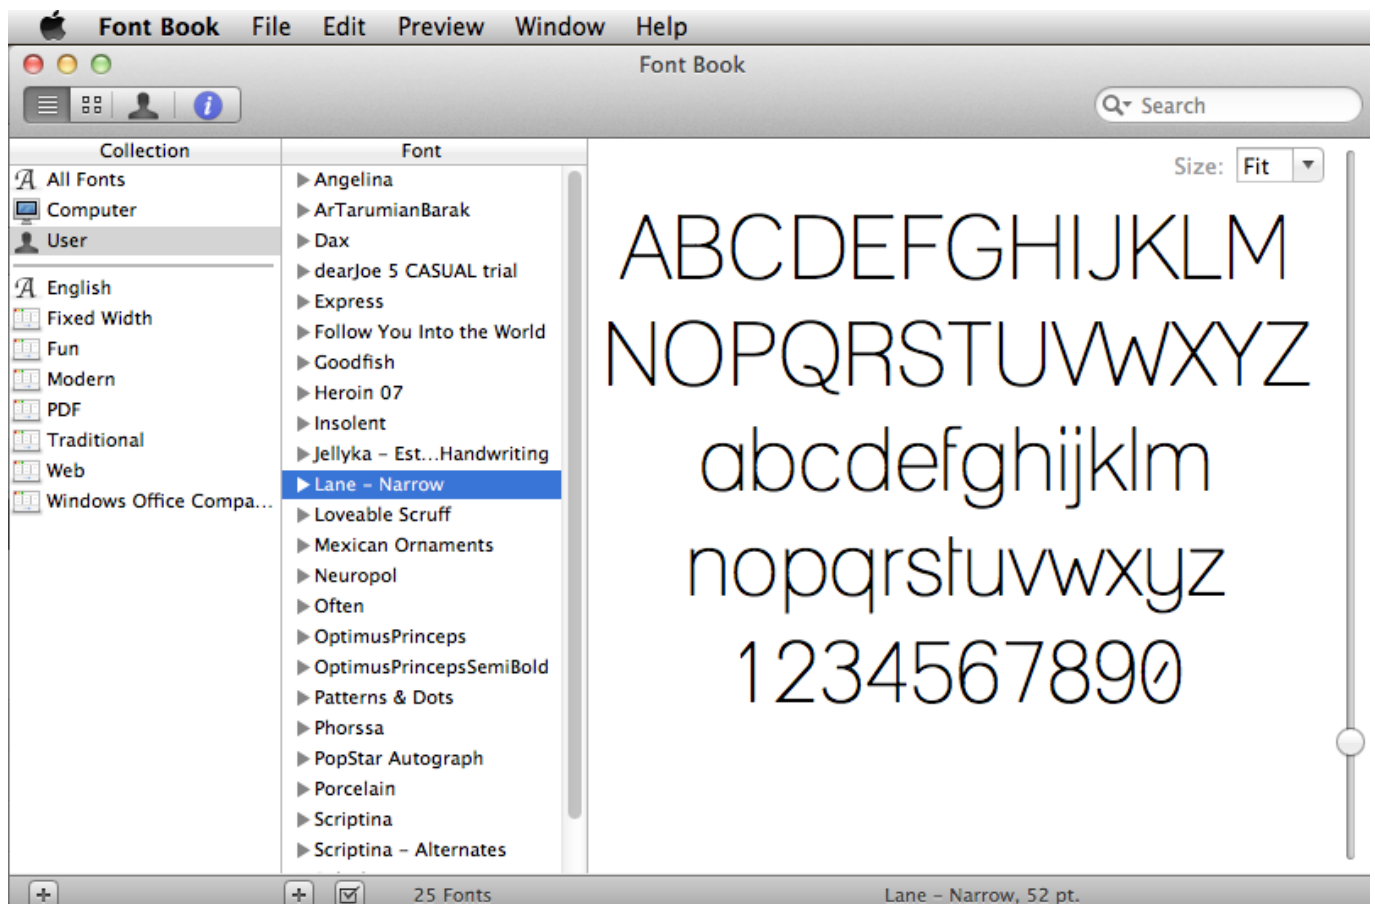 Font Book File Edit Preview Window Help
Font Book
Search
Collection
All Fonts
Computer
User
English
Fixed Width
Fun
Modern
PDF
Traditional
Web
Windows Office Compa...
Font
Angelina
ArTarumianBarak
Dax
dearJoe 5 CASUAL trial
Express
Follow You Into the World
Goodfish
Heroin 07
Insolent
Jellyka – Est...Handwriting
Lane – Narrow
Loveable Scruff
Mexican Ornaments
Neuropol
Often
OptimusPrinceps
OptimusPrincepsSemiBold
Patterns & Dots
Phorssa
PopStar Autograph
Porcelain
Scriptina
Scriptina – Alternates
25 Fonts
Size: Fit
ABCDEFGHIJKLM
NOPQRSTUVWXYZ
abcdefghijklm
nopqrstuvwxyz
1234567890
Lane – Narrow, 52 pt.